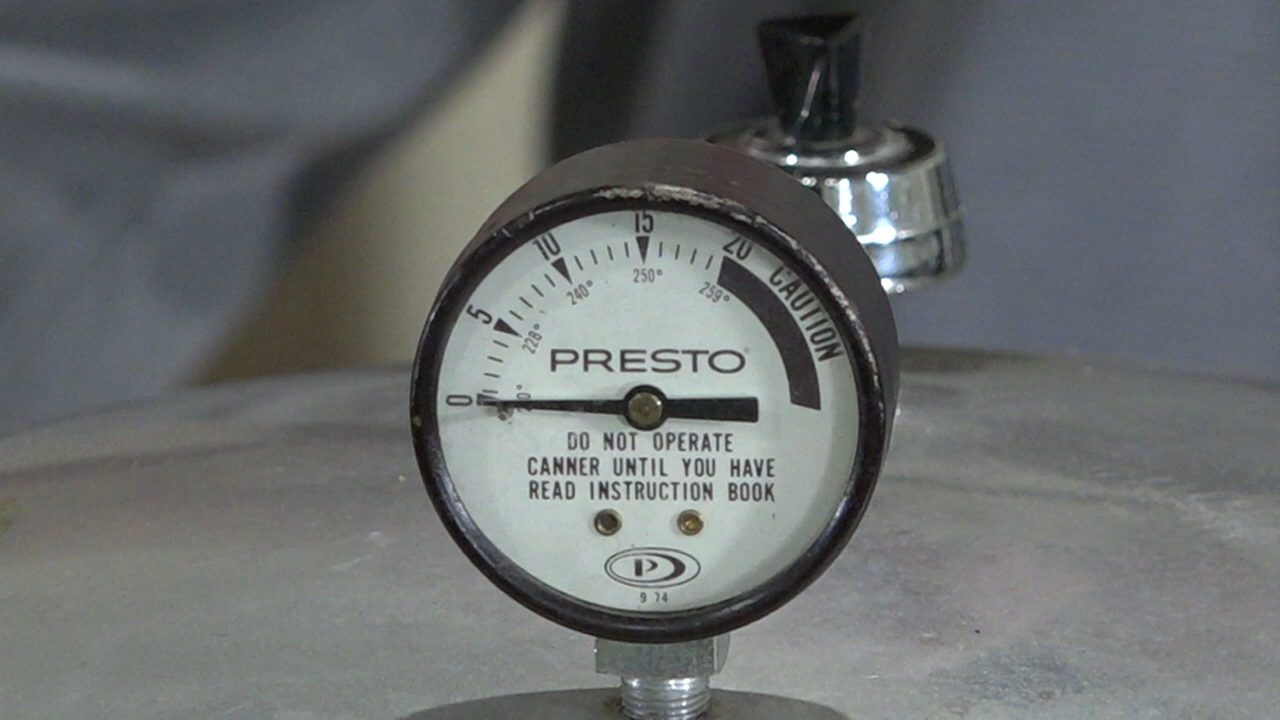 0
5
10
15
20
CAUTION
228°
240°
250°
259°
PRESTO
DO NOT OPERATE
CANNER UNTIL YOU HAVE
READ INSTRUCTION BOOK
P
9 74